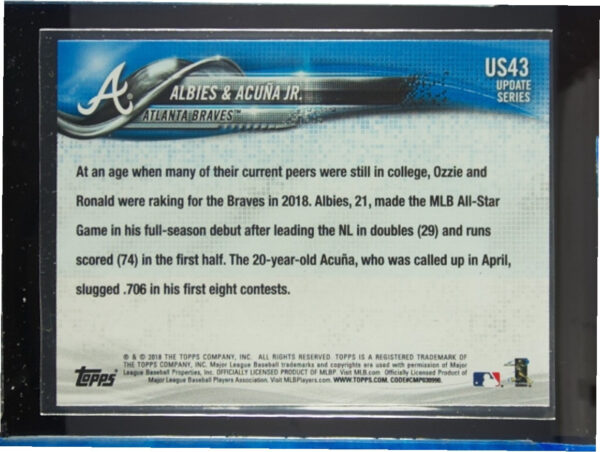 US43
UPDATE
SERIES
A
ALBIES & ACUÑA JR.
ATLANTA BRAVES™
At an age when many of their current peers were still in college, Ozzie and
Ronald were raking for the Braves in 2018. Albies, 21, made the MLB All-Star
Game in his full-season debut after leading the NL in doubles (29) and runs
scored (74) in the first half. The 20-year-old Acuña, who was called up in April,
slugged .706 in his first eight contests.
® & © 2018 THE TOPPS COMPANY, INC. ALL RIGHTS RESERVED. TOPPS IS A REGISTERED TRADEMARK OF
THE TOPPS COMPANY, INC. Major League Baseball trademarks and copyrights are used with permission of Major
League Baseball Properties, Inc. OFFICIALLY LICENSED PRODUCT OF MLBP. Visit MLB.com. Officially Licensed Product of
Major League Baseball Players Association. Visit MLBPlayers.com. WWW.TOPPS.COM. CODE#CMP038998.
Topps